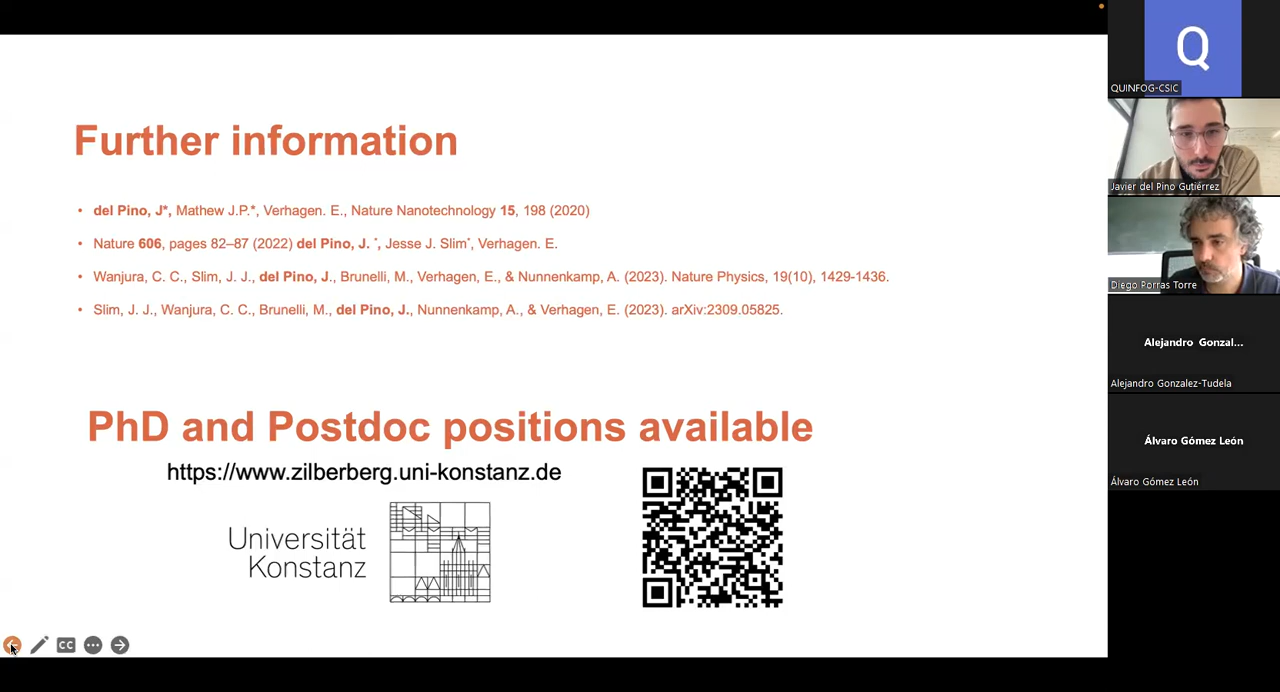 Further information
• del Pino, J*, Mathew J.P.*, Verhagen. E., Nature Nanotechnology 15, 198 (2020)
• Nature 606, pages 82–87 (2022) del Pino, J. *, Jesse J. Slim*, Verhagen. E.
• Wanjura, C. C., Slim, J. J., del Pino, J., Brunelli, M., Verhagen, E., & Nunnenkamp, A. (2023). Nature Physics, 19(10), 1429-1436.
• Slim, J. J., Wanjura, C. C., Brunelli, M., del Pino, J., Nunnenkamp, A., & Verhagen, E. (2023). arXiv:2309.05825.
PhD and Postdoc positions available
https://www.zilberberg.uni-konstanz.de
Universität
Konstanz
CC
Q
QUINFOG-CSIC
Javier del Pino Gutiérrez
Diego Porras Torre
Alejandro Gonzal...
Alejandro Gonzalez-Tudela
Álvaro Gómez León
Álvaro Gómez León